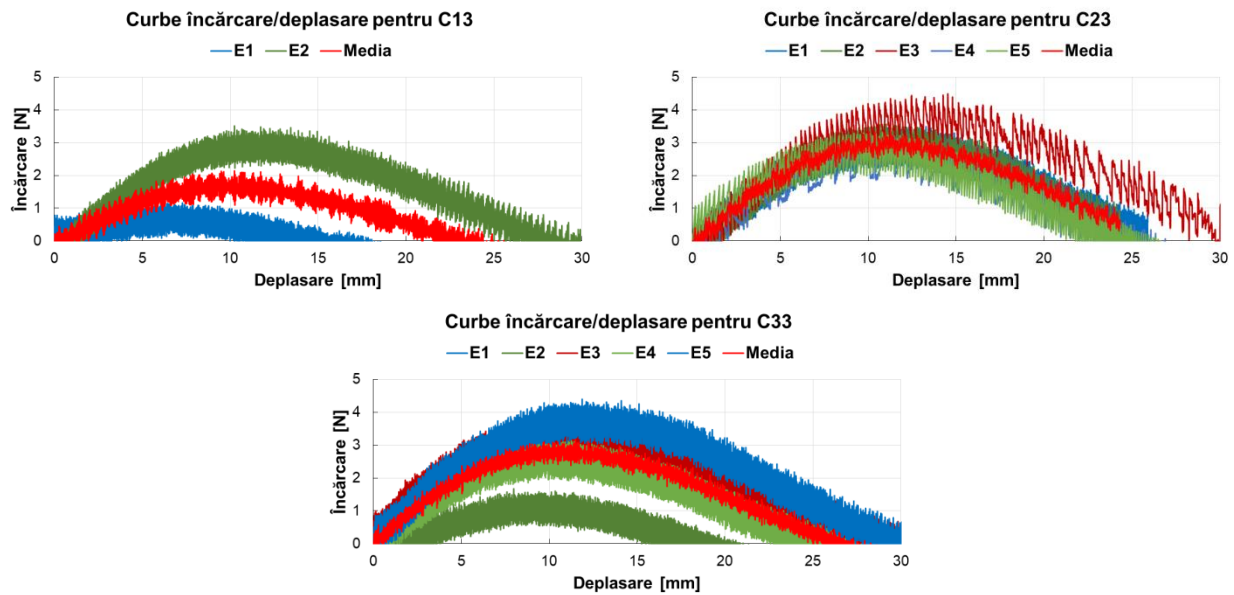 Curbe încărcare/deplasare pentru C13
E1 E2 Media
Încărcare [N]
5
4
3
2
1
0
0 5 10 15 20 25 30
Deplasare [mm]
Curbe încărcare/deplasare pentru C23
E1 E2 E3 E4 E5 Media
Încărcare [N]
5
4
3
2
1
0
0 5 10 15 20 25 30
Deplasare [mm]
Curbe încărcare/deplasare pentru C33
E1 E2 E3 E4 E5 Media
Încărcare [N]
5
4
3
2
1
0
0 5 10 15 20 25 30
Deplasare [mm]